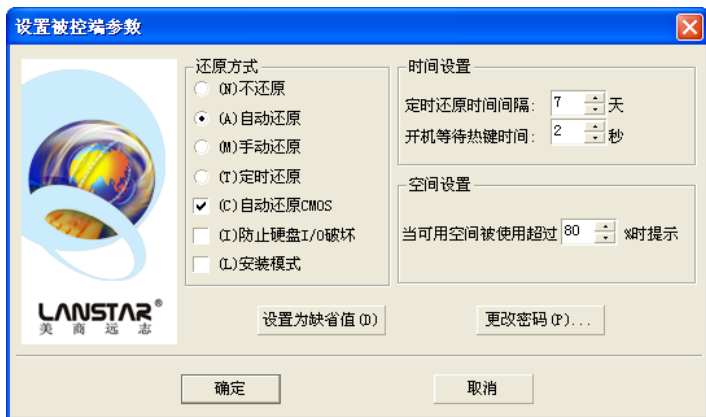 设置被控端参数
还原方式
(N)不还原
(A)自动还原
(M)手动还原
(T)定时还原
(C)自动还原CMOS
(I)防止硬盘I/O破坏
(L)安装模式
时间设置
定时还原时间间隔: 7 天
开机等待热键时间: 2 秒
空间设置
当可用空间被使用超过 80 %时提示
LANSTAR®
美商远志
设置为缺省值(D)
更改密码(P)...
确定
取消